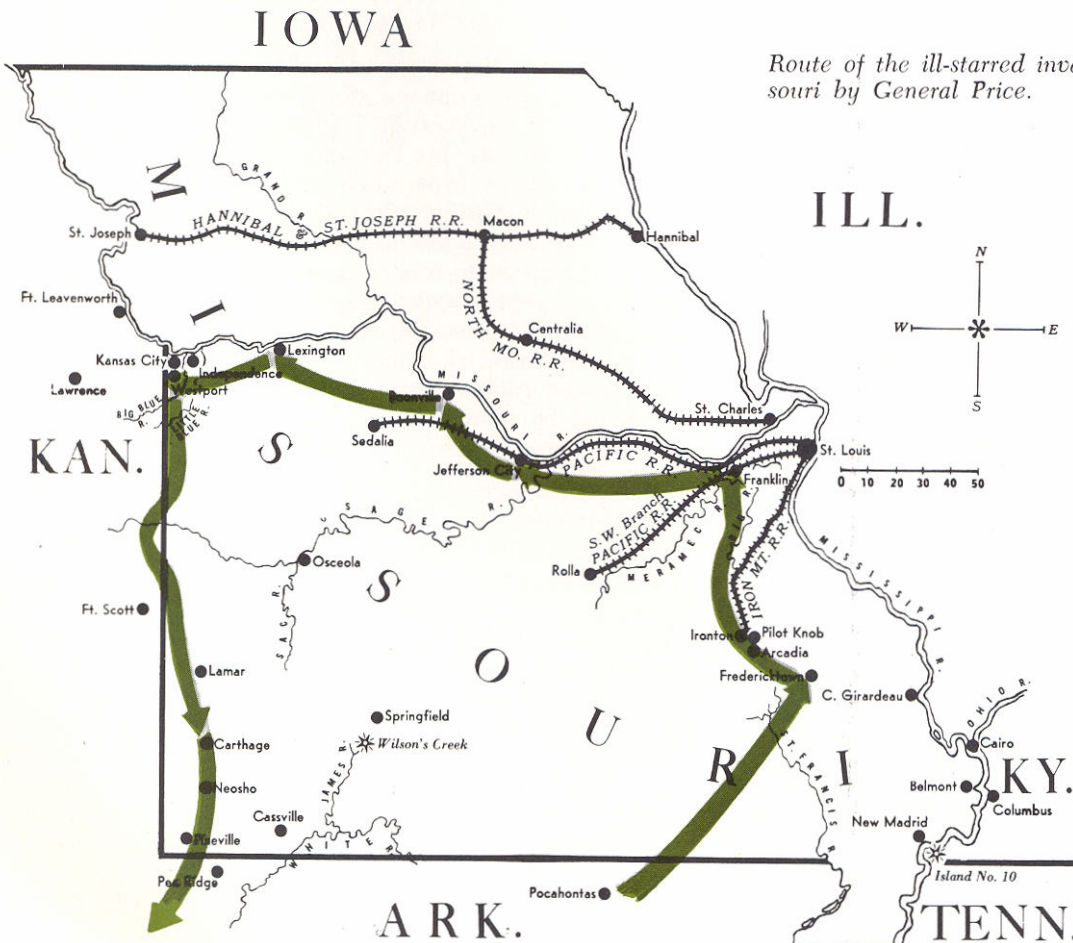 IOWA
Route of the ill-starred inva
souri by General Price.
ILL.
MISSOURI
GRAND R.
HANNIBAL & ST. JOSEPH R.R.
St. Joseph
Macon
Hannibal
N
W
E
S
Ft. Leavenworth
NORTH MO. R.R.
Centralia
Kansas City
Lexington
Independence
Lawrence
Westport
BIG BLUE R.
LITTLE BLUE R.
Boonville
MISSOURI R.
St. Charles
Sedalia
KAN.
Jefferson City
PACIFIC R.R.
St. Louis
Franklin
0 10 20 30 40 50
S.W. Branch
PACIFIC R.R.
BIG R.
MERAMEC R.
IRON MT. R.R.
OSAGE R.
Osceola
Rolla
SAC R.
MISSISSIPPI R.
Ft. Scott
Ironton
Pilot Knob
Arcadia
Lamar
Fredericktown
C. Girardeau
OHIO R.
Springfield
Wilson's Creek
Carthage
ST. FRANCIS R.
Cairo
KY.
JAMES R.
Neosho
Belmont
Columbus
Cassville
New Madrid
Pineville
WHITE R.
Pea Ridge
Island No. 10
Pocahontas
ARK.
TENN.